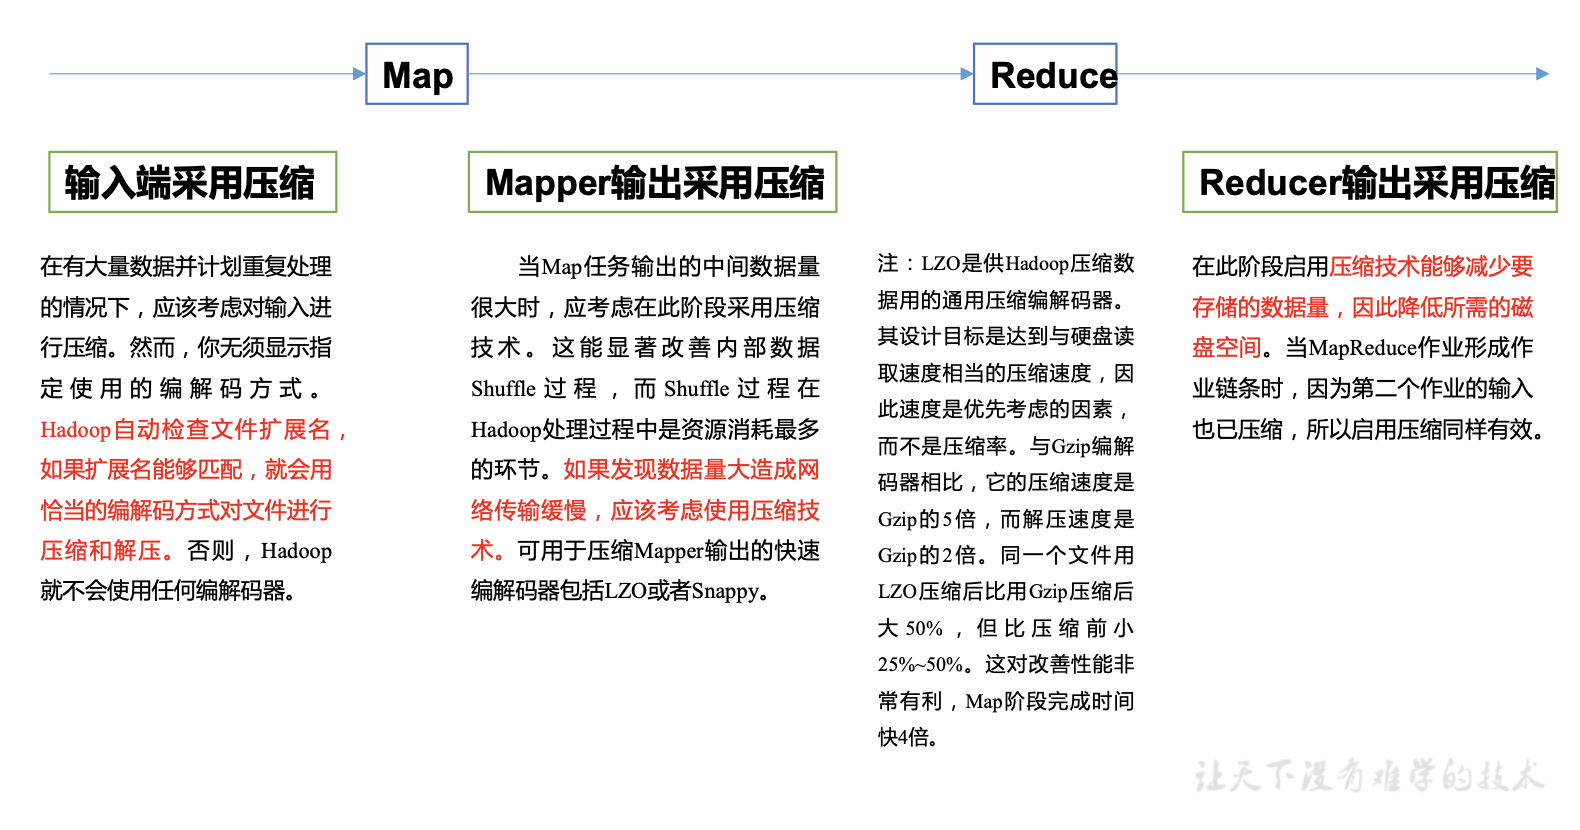 Map
Reduce
输入端采用压缩
在有大量数据并计划重复处理
的情况下，应该考虑对输入进
行压缩。然而，你无须显示指
定使用的编解码方式。
Hadoop自动检查文件扩展名，
如果扩展名能够匹配，就会用
恰当的编解码方式对文件进行
压缩和解压。否则，Hadoop
就不会使用任何编解码器。
Mapper输出采用压缩
当Map任务输出的中间数据量
很大时，应考虑在此阶段采用压缩
技术。这能显著改善内部数据
Shuffle过程，而Shuffle过程在
Hadoop处理过程中是资源消耗最多
的环节。如果发现数据量大造成网
络传输缓慢，应该考虑使用压缩技
术。可用于压缩Mapper输出的快速
编解码器包括LZO或者Snappy。
注：LZO是供Hadoop压缩数
据用的通用压缩编解码器。
其设计目标是达到与硬盘读
取速度相当的压缩速度，因
此速度是优先考虑的因素，
而不是压缩率。与Gzip编解
码器相比，它的压缩速度是
Gzip的5倍，而解压速度是
Gzip的2倍。同一个文件用
LZO压缩后比用Gzip压缩后
大50%，但比压缩前小
25%~50%。这对改善性能非
常有利，Map阶段完成时间
快4倍。
Reducer输出采用压缩
在此阶段启用压缩技术能够减少要
存储的数据量，因此降低所需的磁
盘空间。当MapReduce作业形成作
业链条时，因为第二个作业的输入
也已压缩，所以启用压缩同样有效。
让天下没有难学的技术